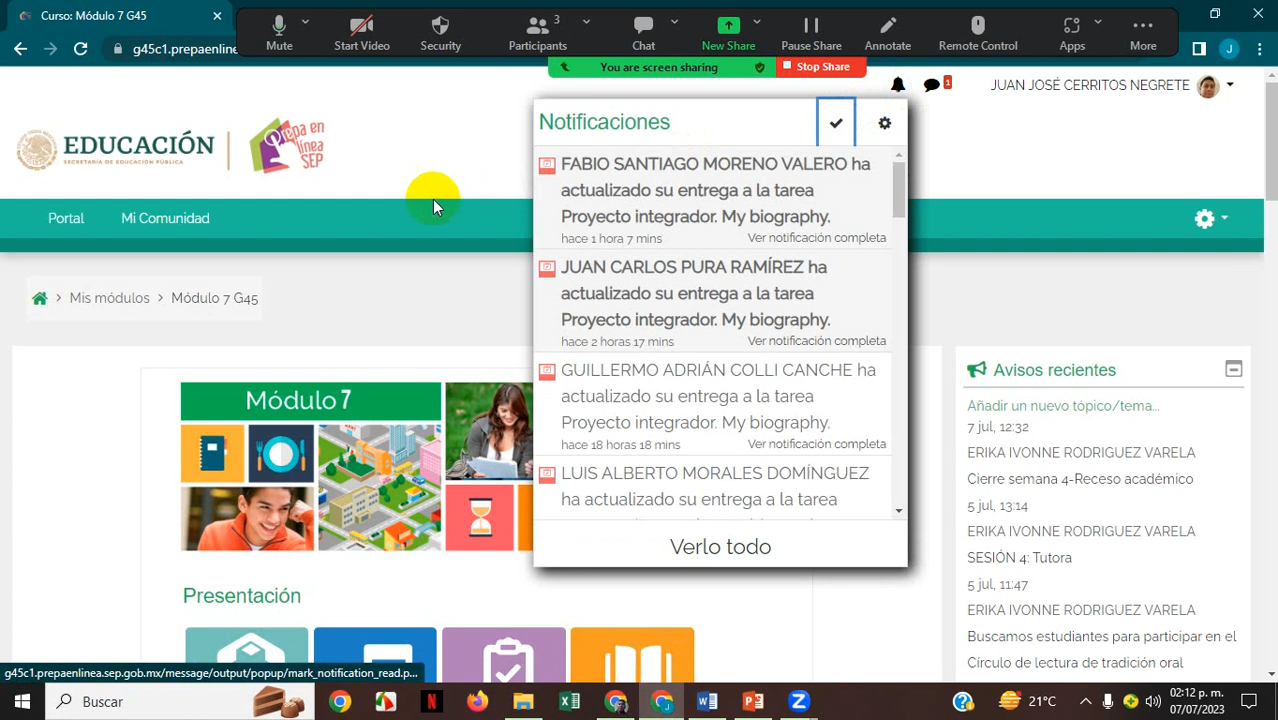 Curso: Módulo 7 G45
g45c1.prepaenline
Mute
Start Video
Security
Participants
3
Chat
New Share
Pause Share
Annotate
Remote Control
Apps
More
J
You are screen sharing
Stop Share
EDUCACIÓN
SECRETARÍA DE EDUCACIÓN PÚBLICA
Prepa en
línea
SEP
1
JUAN JOSÉ CERRITOS NEGRETE
Portal
Mi Comunidad
Mis módulos
Módulo 7 G45
Notificaciones
FABIO SANTIAGO MORENO VALERO ha
actualizado su entrega a la tarea
Proyecto integrador. My biography.
hace 1 hora 7 mins
Ver notificación completa
JUAN CARLOS PURA RAMÍREZ ha
actualizado su entrega a la tarea
Proyecto integrador. My biography.
hace 2 horas 17 mins
Ver notificación completa
GUILLERMO ADRIÁN COLLI CANCHE ha
actualizado su entrega a la tarea
Proyecto integrador. My biography.
hace 18 horas 18 mins
Ver notificación completa
LUIS ALBERTO MORALES DOMÍNGUEZ
ha actualizado su entrega a la tarea
Verlo todo
Módulo 7
Presentación
Avisos recientes
Añadir un nuevo tópico/tema...
7 jul, 12:32
ERIKA IVONNE RODRIGUEZ VARELA
Cierre semana 4-Receso académico
5 jul, 13:14
ERIKA IVONNE RODRIGUEZ VARELA
SESIÓN 4: Tutora
5 jul, 11:47
ERIKA IVONNE RODRIGUEZ VARELA
Buscamos estudiantes para participar en el
Círculo de lectura de tradición oral
g45c1.prepaenlinea.sep.gob.mx/message/output/popup/mark_notification_read.p...
Buscar
21°C
02:12 p. m.
07/07/2023